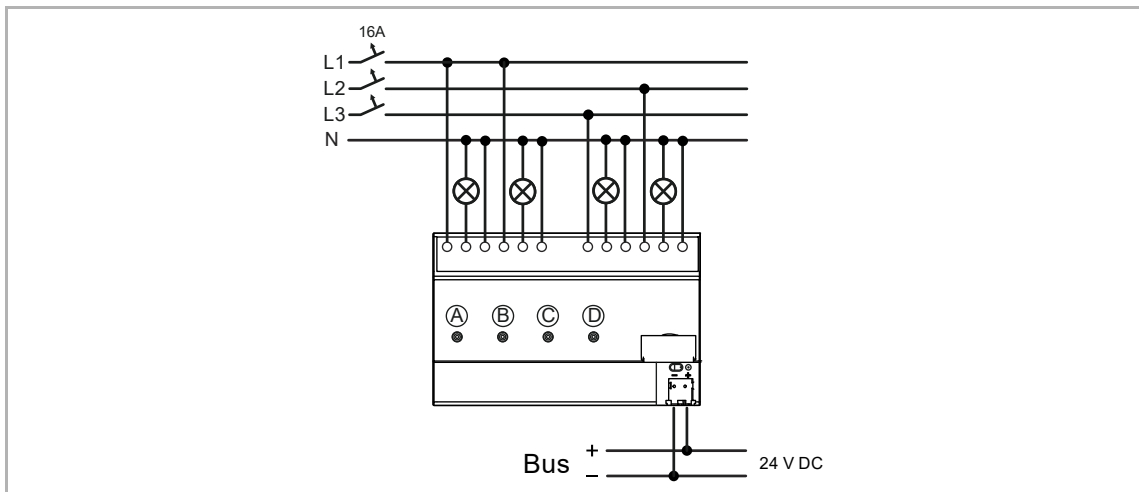 16A
L1
L2
L3
N
A B C D
- +
Bus + 24 V DC
–